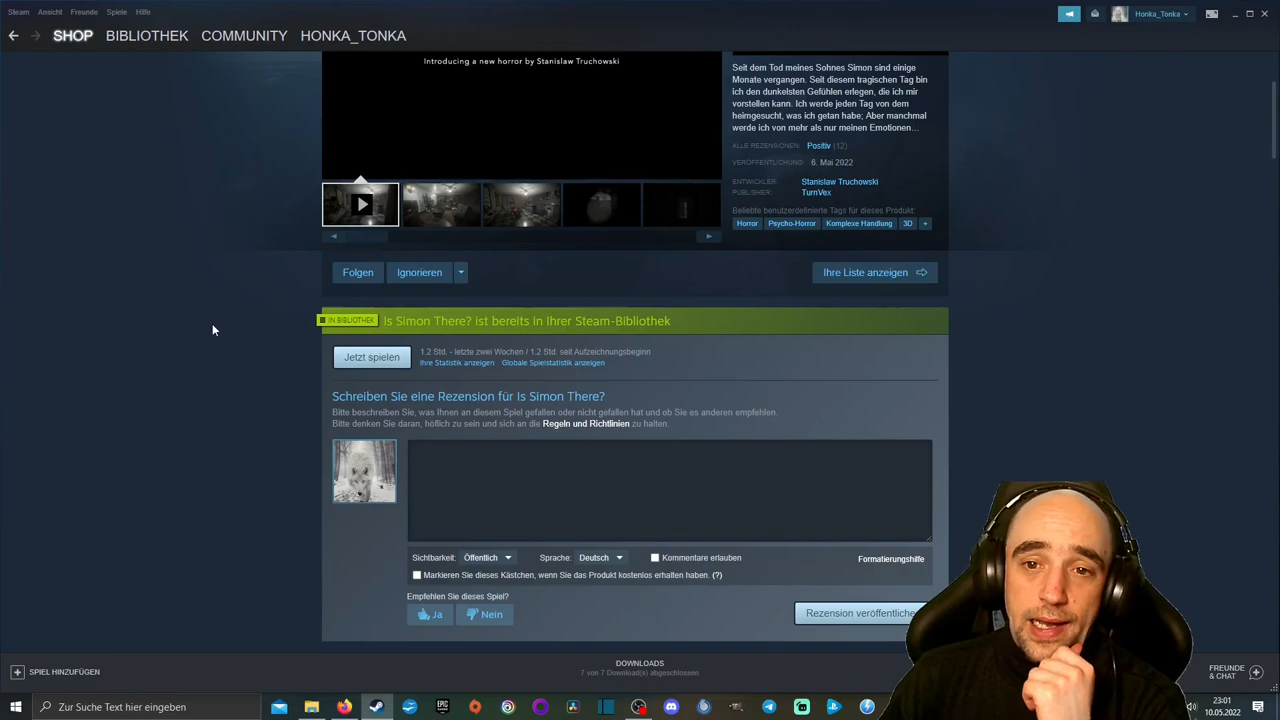 Steam Ansicht Freunde Spiele Hilfe
Honka_Tonka
SHOP BIBLIOTHEK COMMUNITY HONKA_TONKA
Introducing a new horror by Stanislaw Truchowski
Seit dem Tod meines Sohnes Simon sind einige
Monate vergangen. Seit diesem tragischen Tag bin
ich den dunkelsten Gefühlen erlegen, die ich mir
vorstellen kann. Ich werde jeden Tag von dem
heimgesucht, was ich getan habe; Aber manchmal
werde ich von mehr als nur meinen Emotionen...
ALLE REZENSIONEN: Positiv (12)
VERÖFFENTLICHUNG: 6. Mai 2022
ENTWICKLER: Stanislaw Truchowski
PUBLISHER: TurnVex
Beliebte benutzerdefinierte Tags für dieses Produkt:
Horror Psycho-Horror Komplexe Handlung 3D +
Folgen Ignorieren Ihre Liste anzeigen
IN BIBLIOTHEK Is Simon There? ist bereits in Ihrer Steam-Bibliothek
Jetzt spielen
1.2 Std. - letzte zwei Wochen / 1.2 Std. seit Aufzeichnungsbeginn
Ihre Statistik anzeigen Globale Spielstatistik anzeigen
Schreiben Sie eine Rezension für Is Simon There?
Bitte beschreiben Sie, was Ihnen an diesem Spiel gefallen oder nicht gefallen hat und ob Sie es anderen empfehlen.
Bitte denken Sie daran, höflich zu sein und sich an die Regeln und Richtlinien zu halten.
Sichtbarkeit: Öffentlich Sprache: Deutsch Kommentare erlauben Formatierungshilfe
Markieren Sie dieses Kästchen, wenn Sie das Produkt kostenlos erhalten haben. (?)
Empfehlen Sie dieses Spiel?
Ja Nein
Rezension veröffentliche
SPIEL HINZUFÜGEN
DOWNLOADS
7 von 7 Download(s) abgeschlossen
FREUNDE
& CHAT
Zur Suche Text hier eingeben
EPIC
GAMES
23:01
10.05.2022